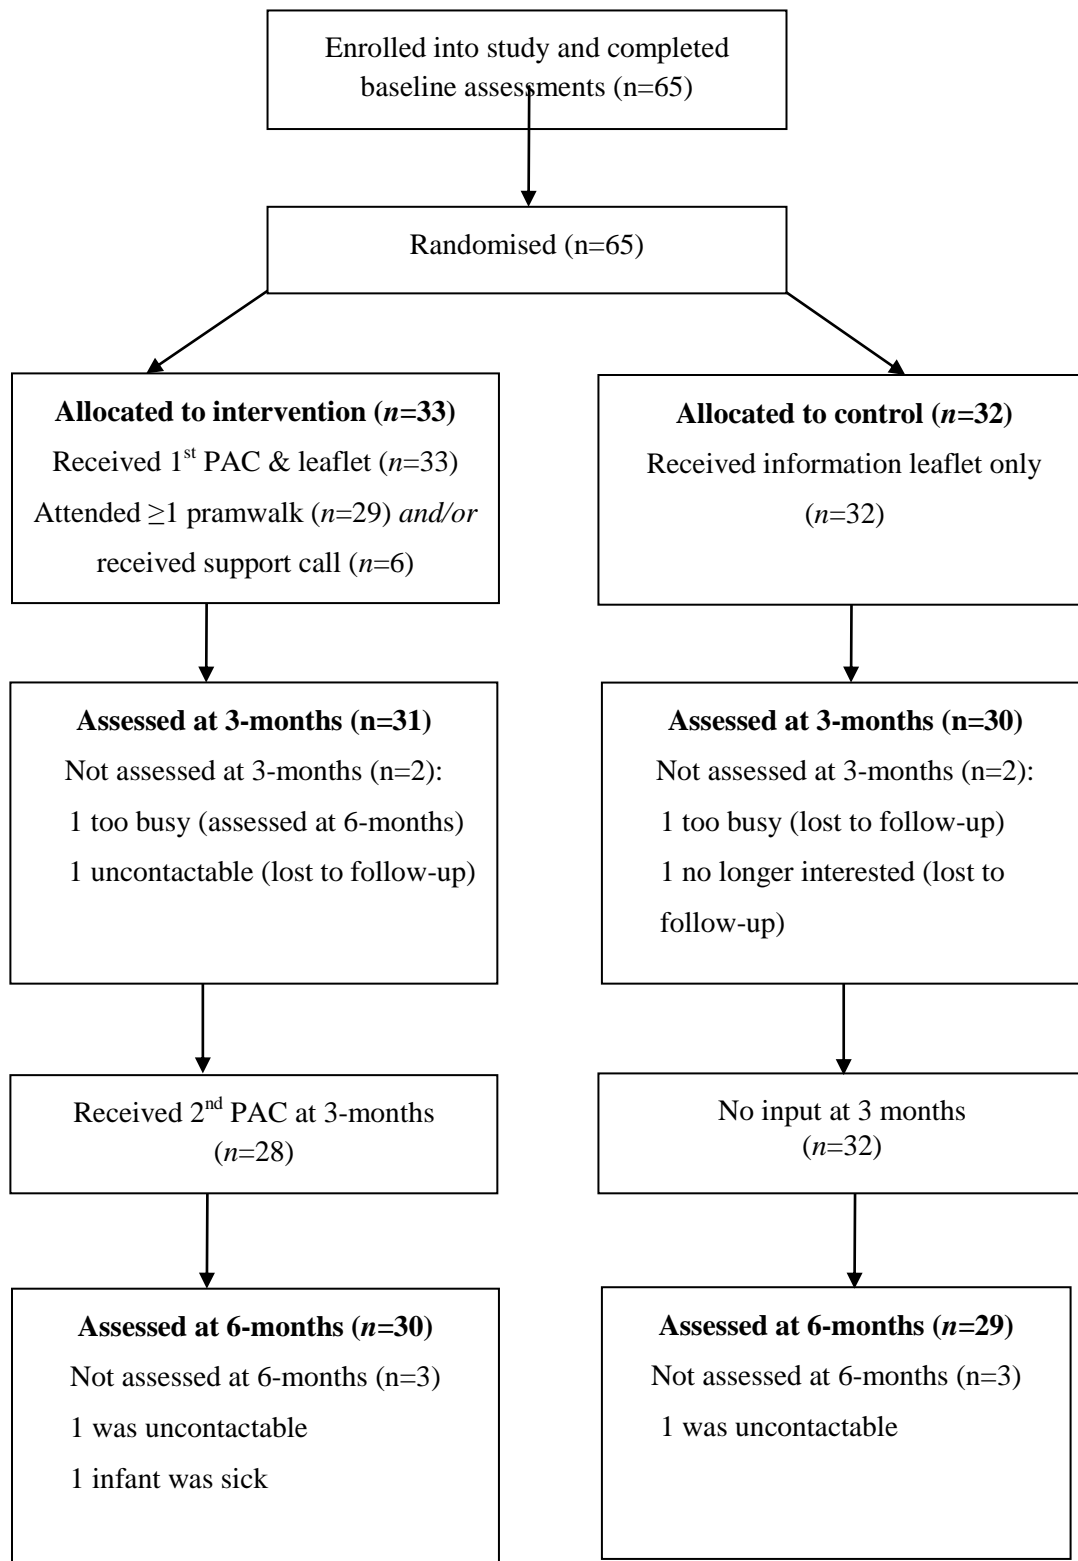 Enrolled into study and completed
baseline assessments (n=65)
Randomised (n=65)
Allocated to intervention (n=33)
Received 1st PAC & leaflet (n=33)
Attended ≥1 pramwalk (n=29) and/or
received support call (n=6)
Allocated to control (n=32)
Received information leaflet only
(n=32)
Assessed at 3-months (n=31)
Not assessed at 3-months (n=2):
1 too busy (assessed at 6-months)
1 uncontactable (lost to follow-up)
Assessed at 3-months (n=30)
Not assessed at 3-months (n=2):
1 too busy (lost to follow-up)
1 no longer interested (lost to
follow-up)
Received 2nd PAC at 3-months
(n=28)
No input at 3 months
(n=32)
Assessed at 6-months (n=30)
Not assessed at 6-months (n=3)
1 was uncontactable
1 infant was sick
Assessed at 6-months (n=29)
Not assessed at 6-months (n=3)
1 was uncontactable